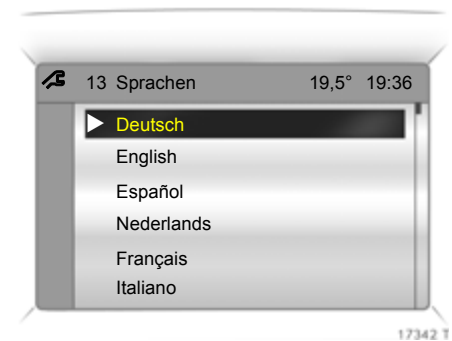 13 Sprachen 19,5° 19:36
Deutsch
English
Español
Nederlands
Français
Italiano
17342 T